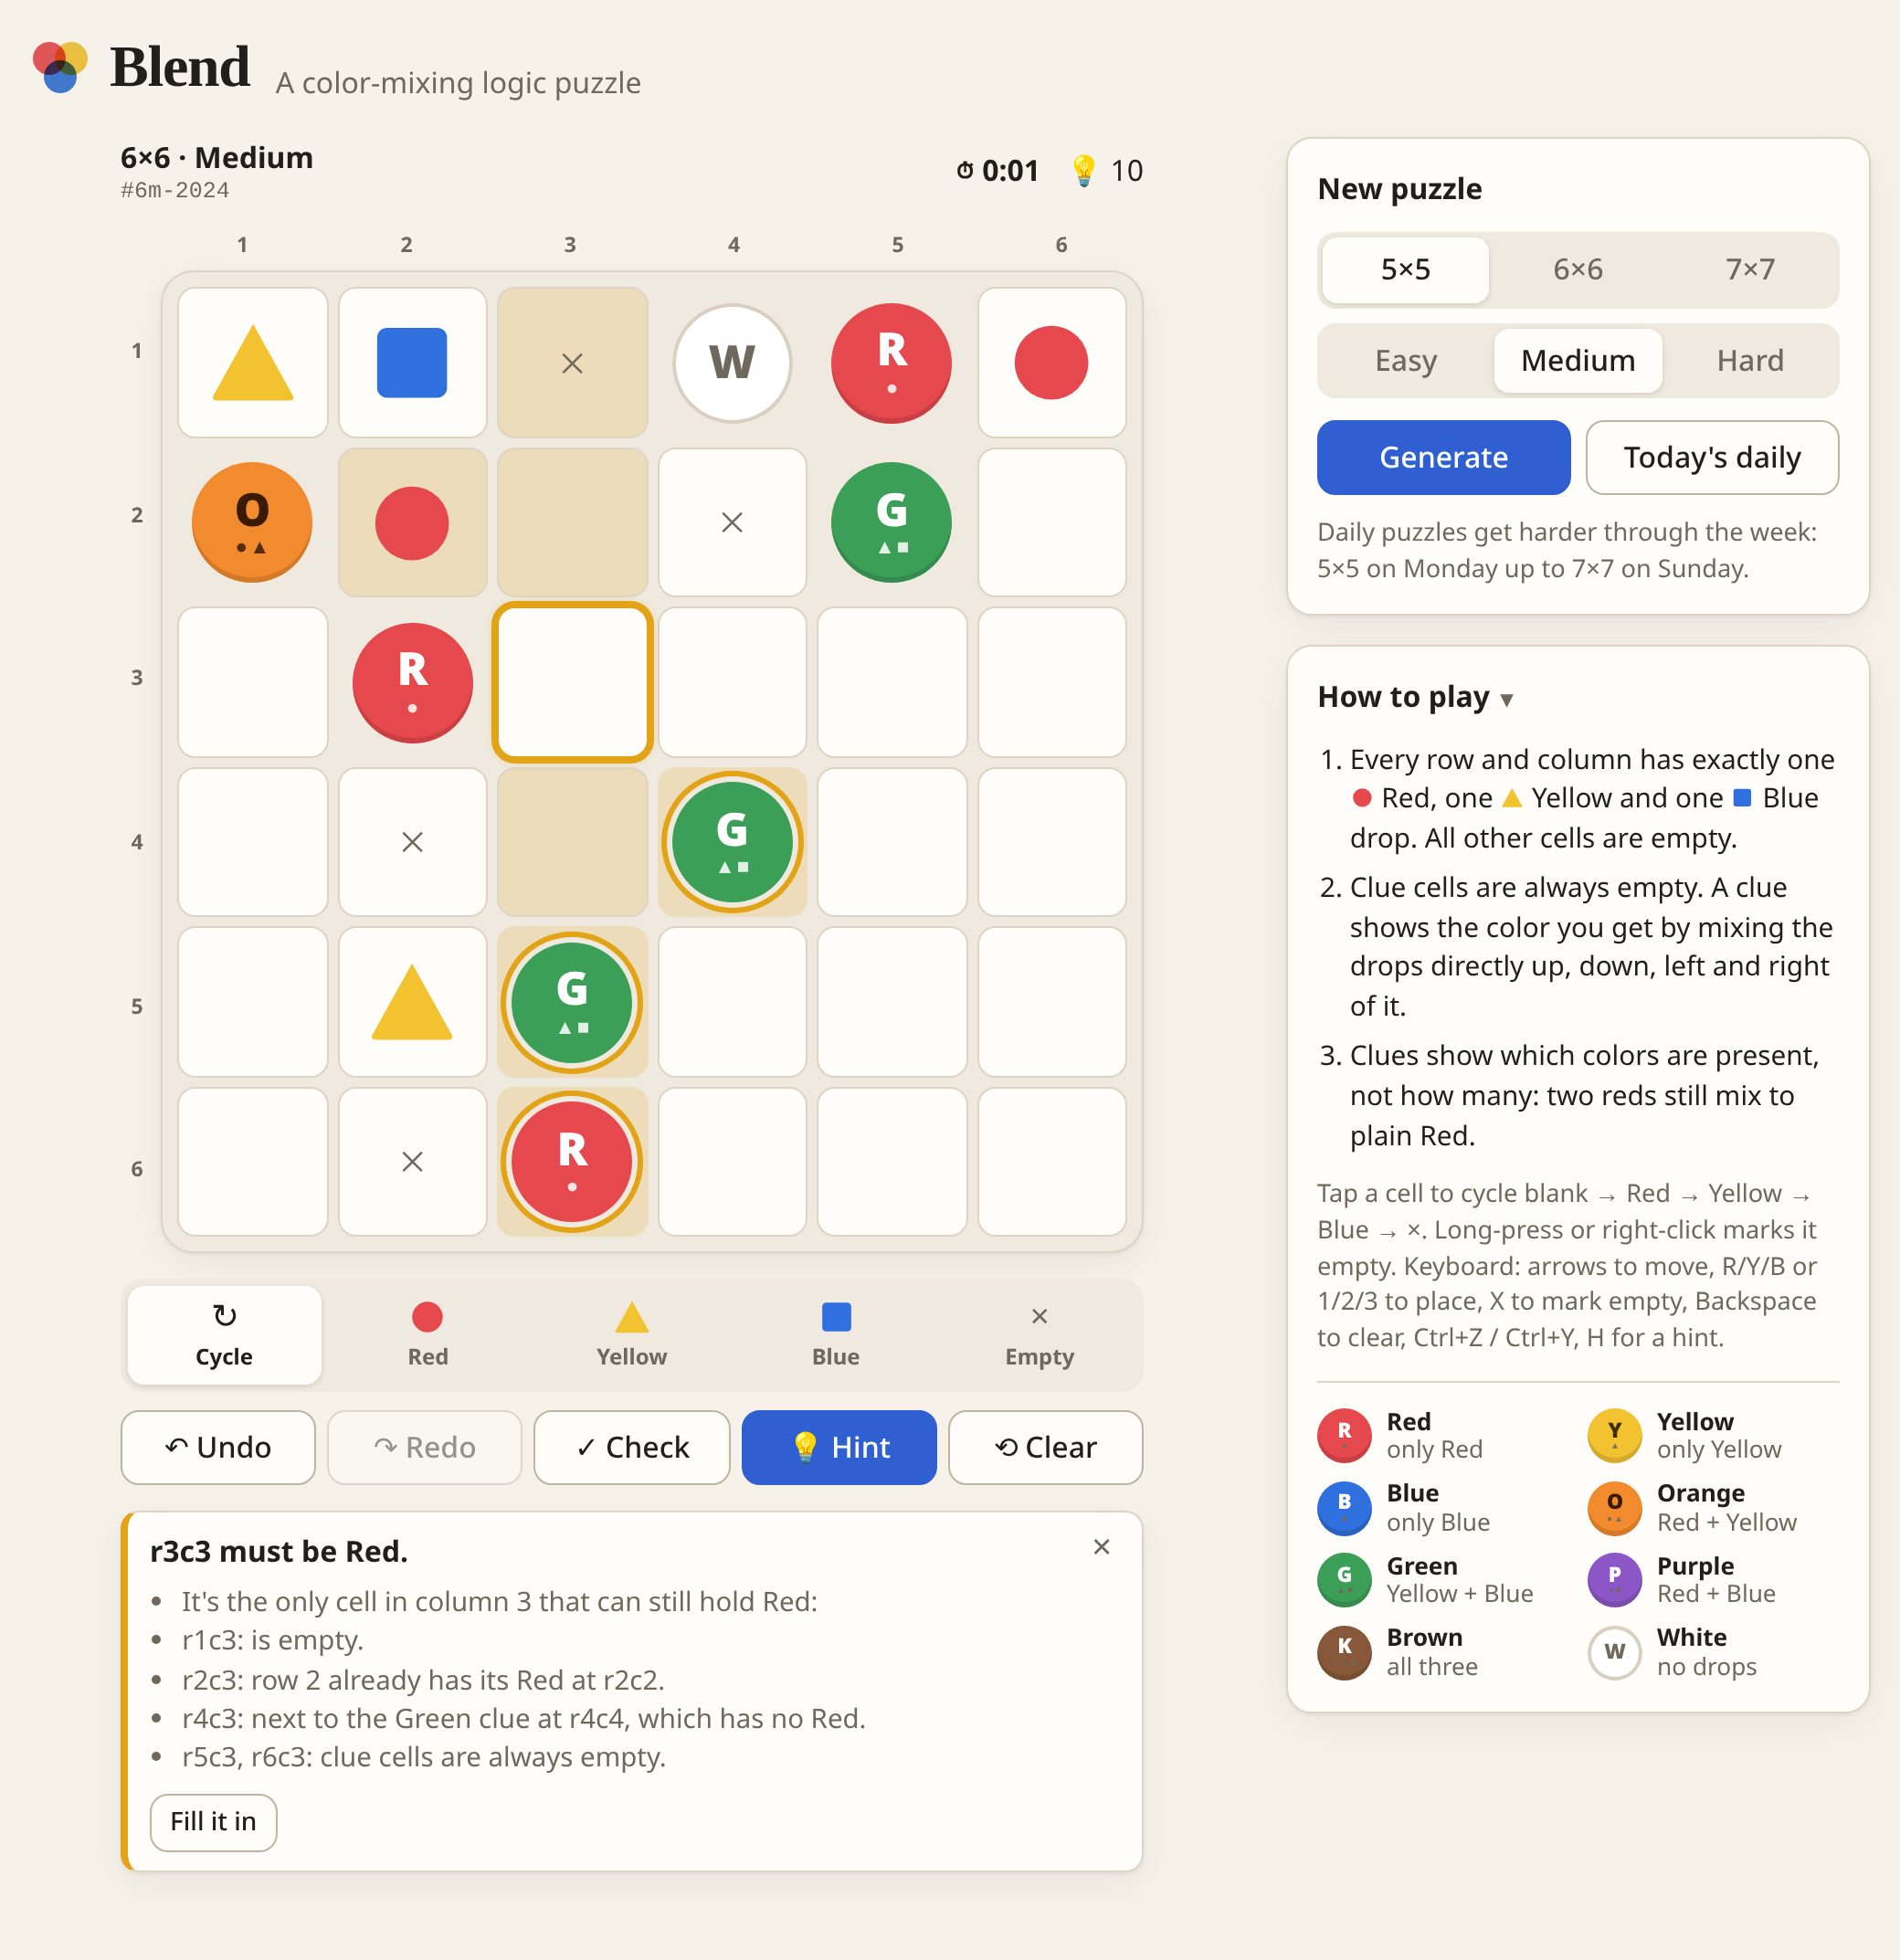 Blend A color-mixing logic puzzle
6×6 · Medium
#6m-2024
⏱ 0:01 💡 10
1 2 3 4 5 6
1 × W R
2 O × G
3 R
4 × G
5 G
6 × R
↻ Cycle
Red
Yellow
Blue
× Empty
↶ Undo
↷ Redo
✓ Check
💡 Hint
⟲ Clear
r3c3 must be Red. ×
• It's the only cell in column 3 that can still hold Red:
• r1c3: is empty.
• r2c3: row 2 already has its Red at r2c2.
• r4c3: next to the Green clue at r4c4, which has no Red.
• r5c3, r6c3: clue cells are always empty.
Fill it in
New puzzle
5×5 6×6 7×7
Easy Medium Hard
Generate Today's daily
Daily puzzles get harder through the week:
5×5 on Monday up to 7×7 on Sunday.
How to play ▾
1. Every row and column has exactly one
Red, one Yellow and one Blue
drop. All other cells are empty.
2. Clue cells are always empty. A clue
shows the color you get by mixing the
drops directly up, down, left and right
of it.
3. Clues show which colors are present,
not how many: two reds still mix to
plain Red.
Tap a cell to cycle blank → Red → Yellow →
Blue → ×. Long-press or right-click marks it
empty. Keyboard: arrows to move, R/Y/B or
1/2/3 to place, X to mark empty, Backspace
to clear, Ctrl+Z / Ctrl+Y, H for a hint.
R Red
only Red
Y Yellow
only Yellow
B Blue
only Blue
O Orange
Red + Yellow
G Green
Yellow + Blue
P Purple
Red + Blue
K Brown
all three
W White
no drops